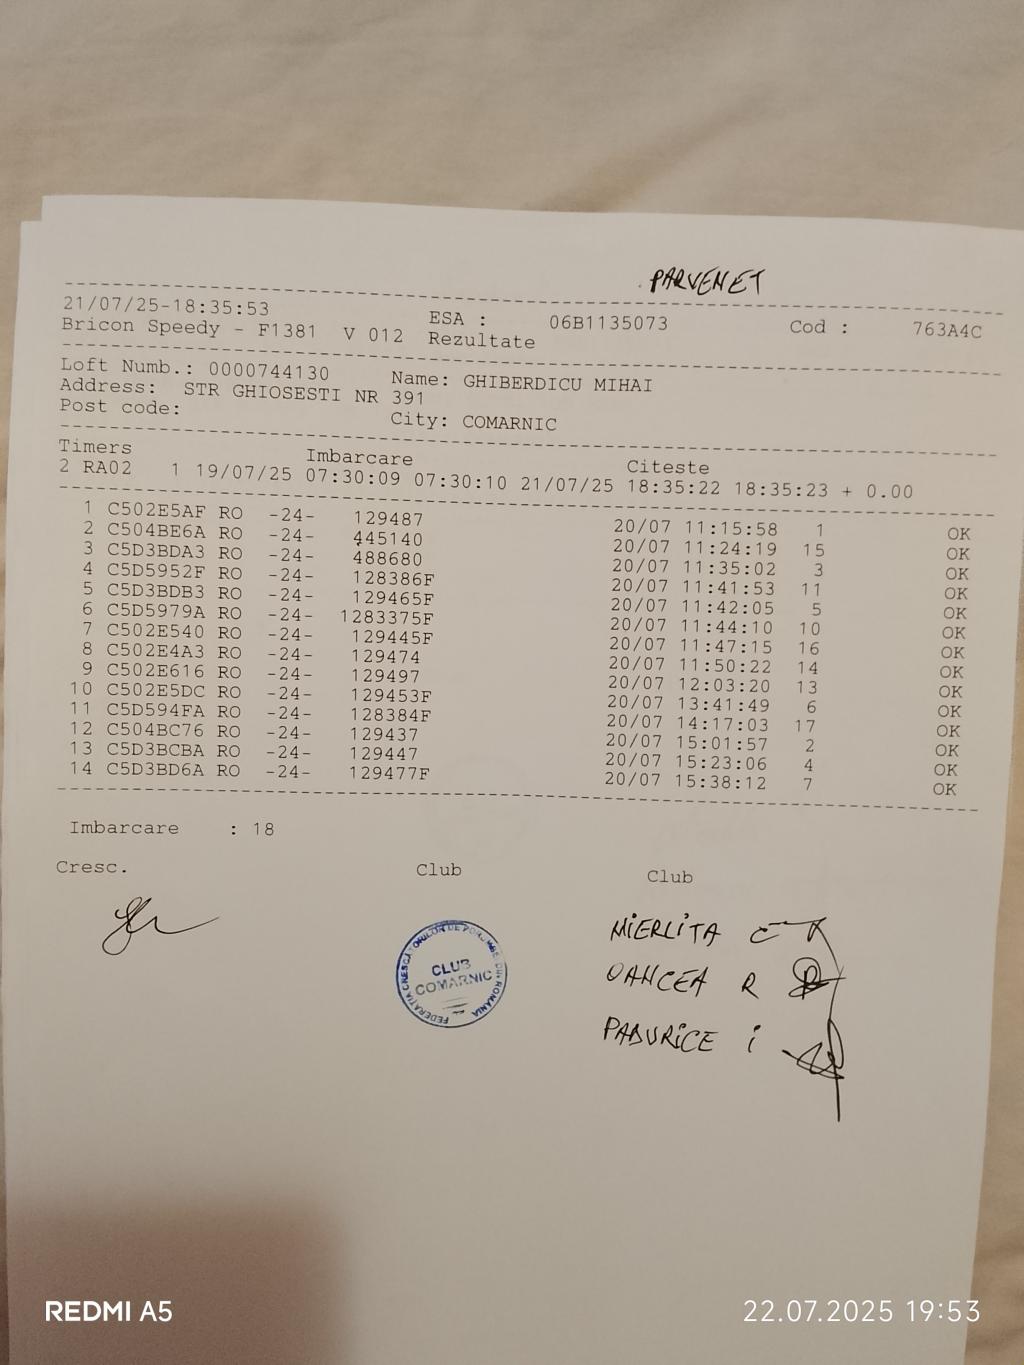 PARVENET
21/07/25-18:35:53 ESA : 06B1135073 Cod : 763A4C
Bricon Speedy - F1381 V 012 Rezultate
Loft Numb.: 0000744130 Name: GHIBERDICU MIHAI
Address: STR GHIOSESTI NR 391
Post code: City: COMARNIC
Timers Imbarcare Citeste
2 RA02 1 19/07/25 07:30:09 07:30:10 21/07/25 18:35:22 18:35:23 + 0.00
1 C502E5AF RO -24- 129487 20/07 11:15:58 1 OK
2 C504BE6A RO -24- 445140 20/07 11:24:19 15 OK
3 C5D3BDA3 RO -24- 488680 20/07 11:35:02 3 OK
4 C5D5952F RO -24- 128386F 20/07 11:41:53 11 OK
5 C5D3BDB3 RO -24- 129465F 20/07 11:42:05 5 OK
6 C5D5979A RO -24- 1283375F 20/07 11:44:10 10 OK
7 C502E540 RO -24- 129445F 20/07 11:47:15 16 OK
8 C502E4A3 RO -24- 129474 20/07 11:50:22 14 OK
9 C502E616 RO -24- 129497 20/07 12:03:20 13 OK
10 C502E5DC RO -24- 129453F 20/07 13:41:49 6 OK
11 C5D594FA RO -24- 128384F 20/07 14:17:03 17 OK
12 C504BC76 RO -24- 129437 20/07 15:01:57 2 OK
13 C5D3BCBA RO -24- 129447 20/07 15:23:06 4 OK
14 C5D3BD6A RO -24- 129477F 20/07 15:38:12 7 OK
Imbarcare : 18
Cresc. Club Club
MIERLITA
OANCEA R
PADURICE i
FEDERATIA CRESCATORILOR DE PORUMBEI DIN ROMANIA
CLUB
COMARNIC
REDMI A5 22.07.2025 19:53